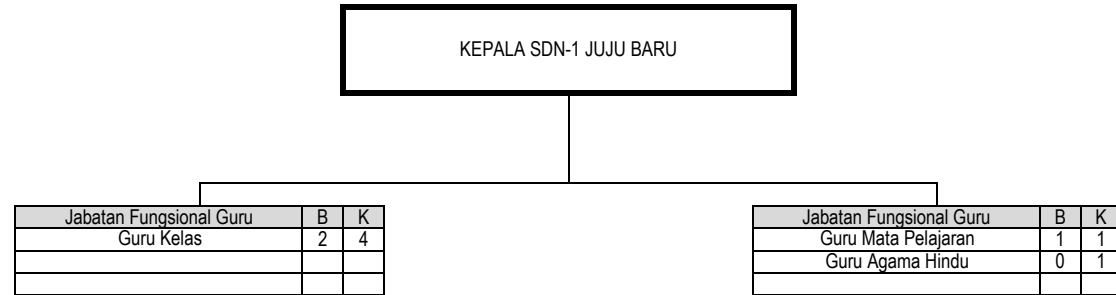 KEPALA SDN-1 JUJU BARU
Jabatan Fungsional Guru B K
Guru Kelas 2 4
Jabatan Fungsional Guru B K
Guru Mata Pelajaran 1 1
Guru Agama Hindu 0 1